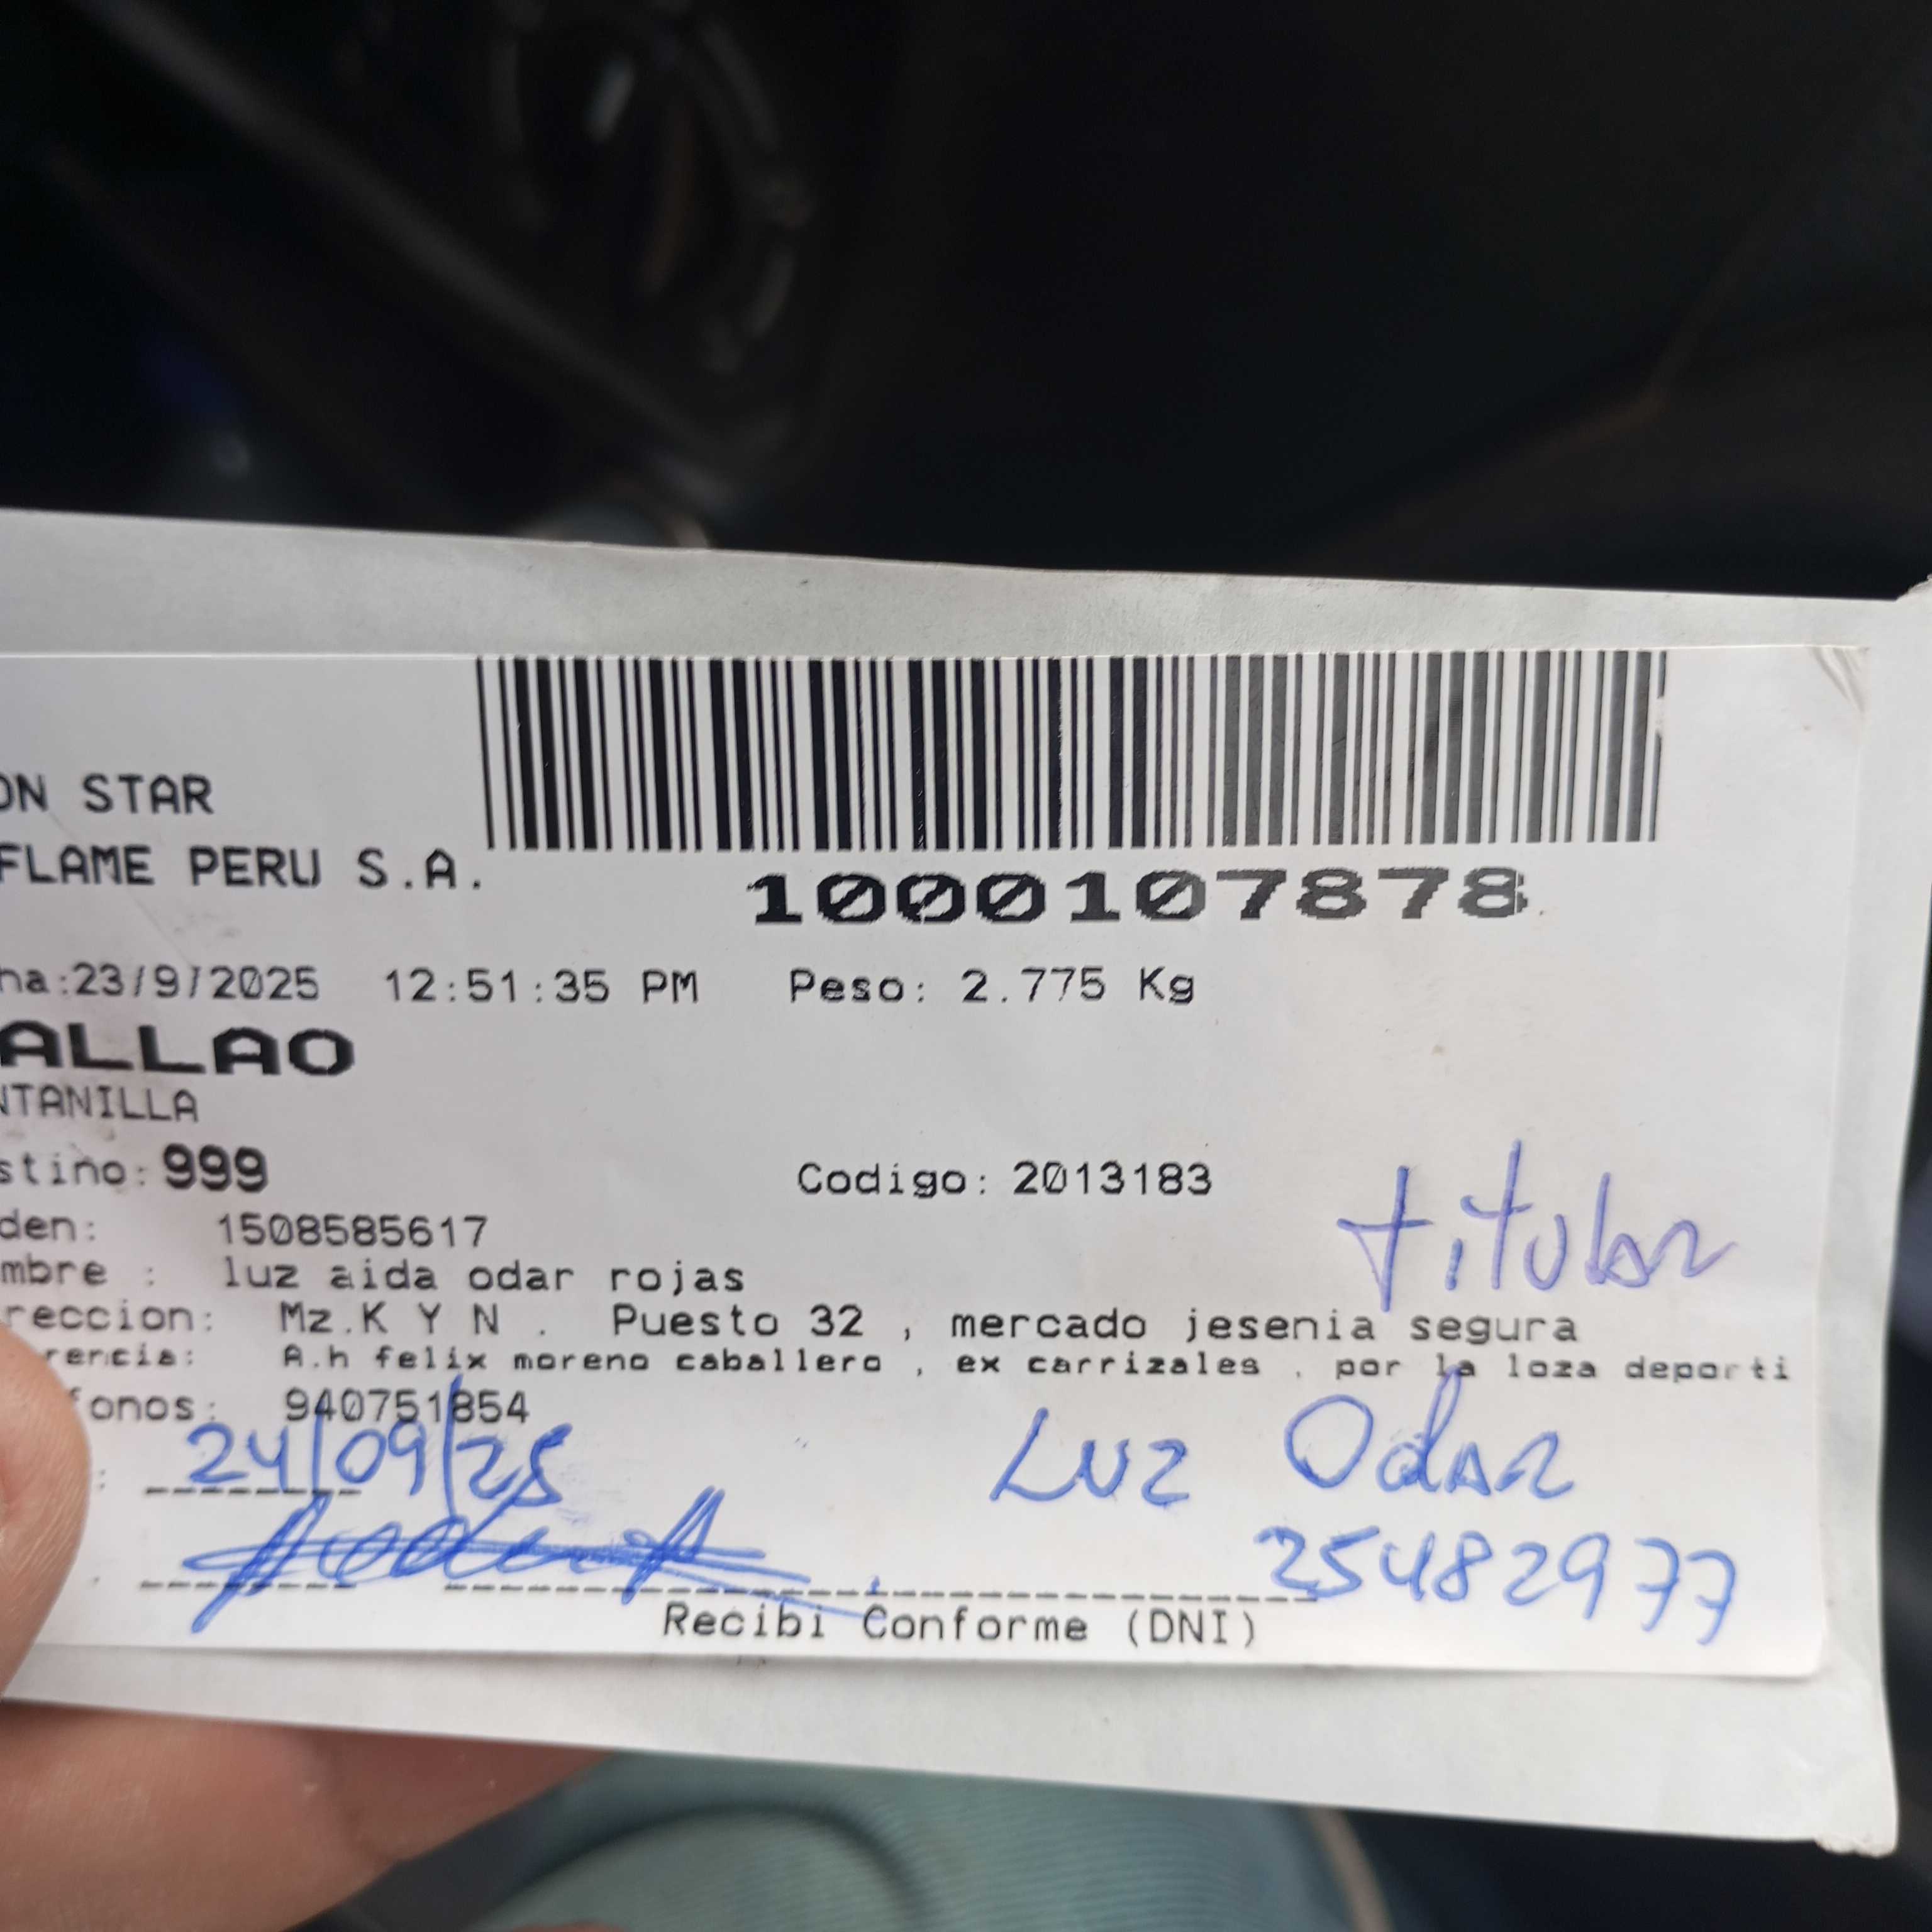 ON STAR
FLAME PERU S.A.
1000107878
ha:23/9/2025 12:51:35 PM Peso: 2.775 Kg
ALLAO
NTANILLA
stino: 999 Codigo: 2013183
titular
den: 1508585617
mbre : luz aida odar rojas
reccion: Mz.K Y N . Puesto 32 , mercado jesenia segura
rencia: A.h felix moreno caballero , ex carrizales , por la loza deporti
fonos: 940751854
: 24/09/25 Luz Odar
25482977
Recibi Conforme (DNI)